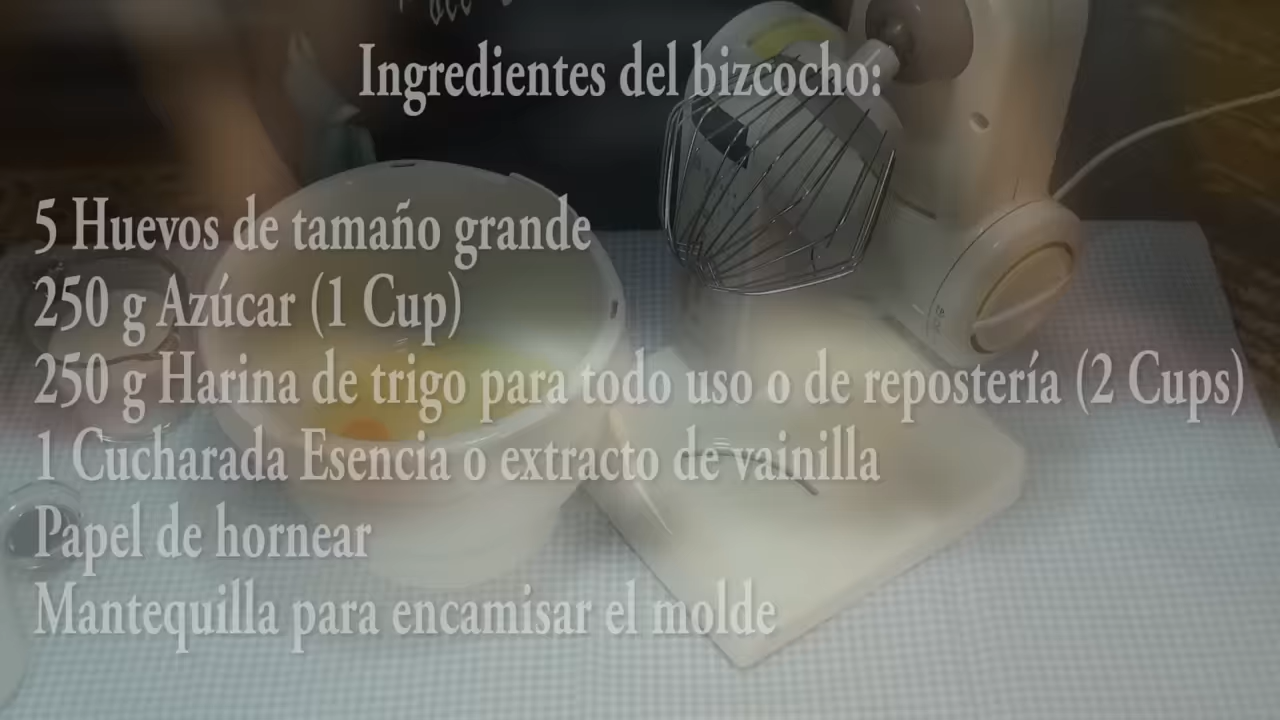 Ingredientes del bizcocho:
5 Huevos de tamaño grande
250 g Azúcar (1 Cup)
250 g Harina de trigo para todo uso o de repostería (2 Cups)
1 Cucharada Esencia o extracto de vainilla
Papel de hornear
Mantequilla para encamisar el molde